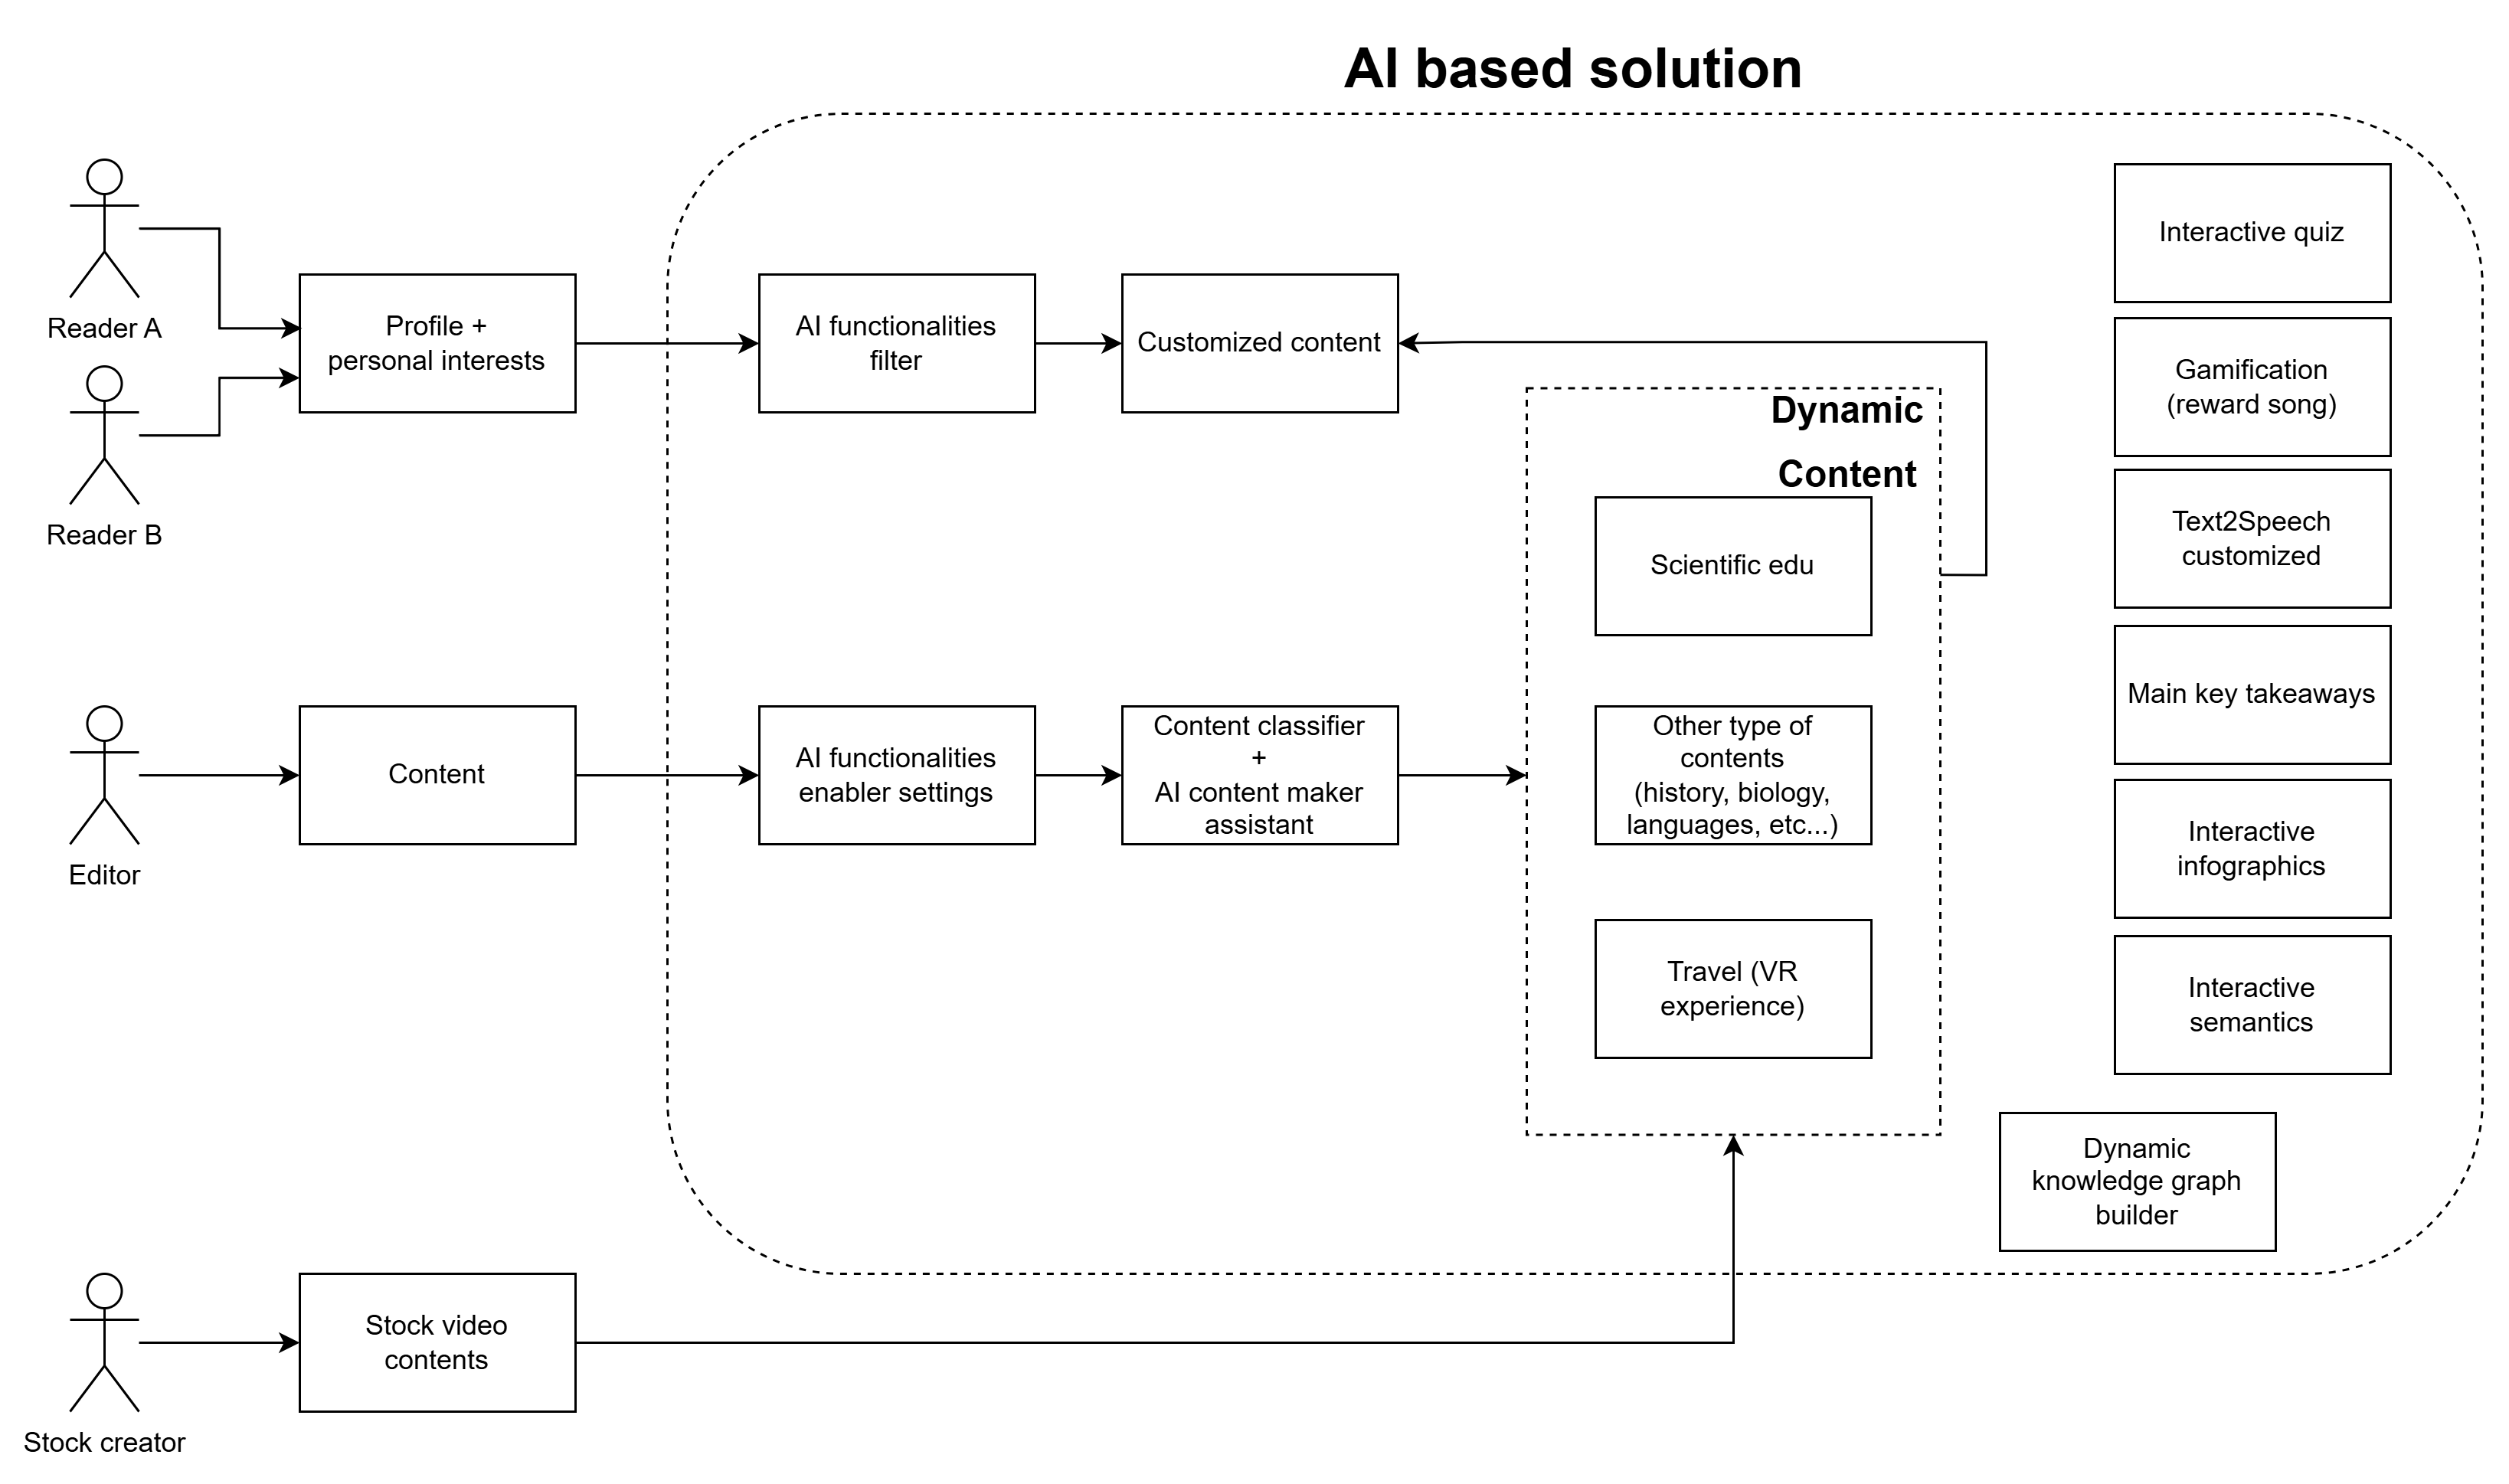 AI based solution
Reader A
Reader B
Profile +
personal interests
AI functionalities
filter
Customized content
Dynamic
Content
Scientific edu
Other type of
contents
(history, biology,
languages, etc...)
Travel (VR
experience)
Editor
Content
AI functionalities
enabler settings
Content classifier
+
AI content maker
assistant
Stock creator
Stock video
contents
Interactive quiz
Gamification
(reward song)
Text2Speech
customized
Main key takeaways
Interactive
infographics
Interactive
semantics
Dynamic
knowledge graph
builder